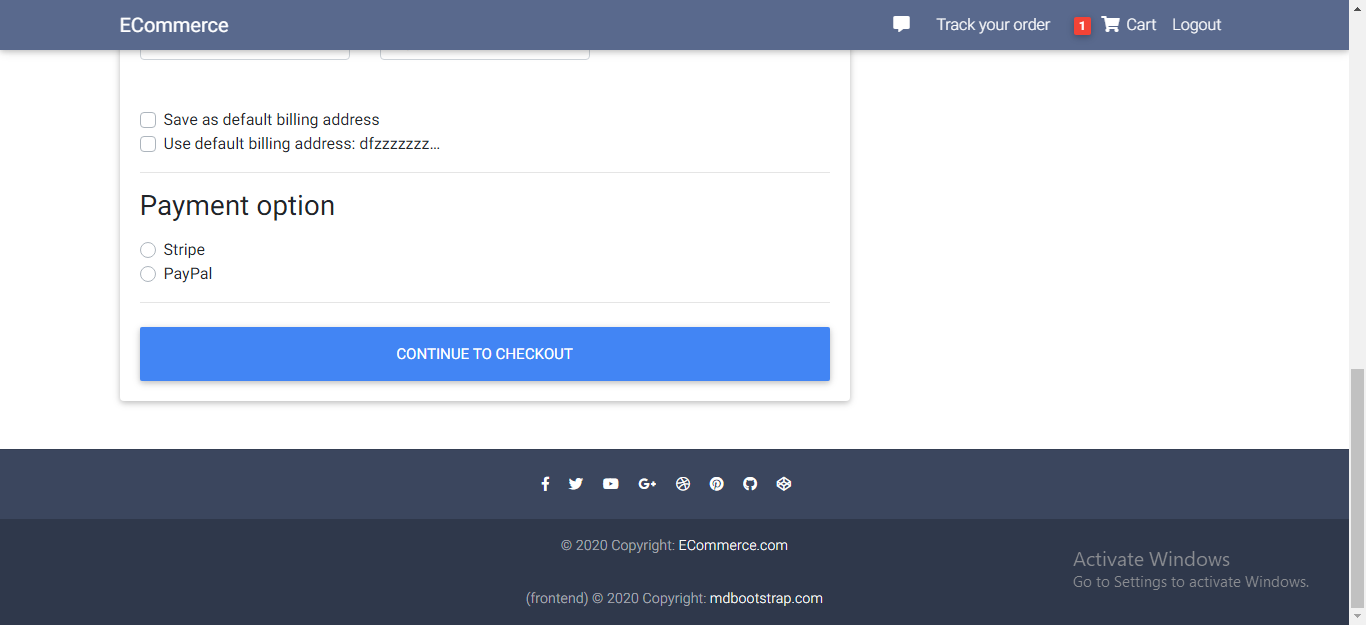 ECommerce
Track your order
1
Cart
Logout
Save as default billing address
Use default billing address: dfzzzzzzz...
Payment option
Stripe
PayPal
CONTINUE TO CHECKOUT
© 2020 Copyright: ECommerce.com
(frontend) © 2020 Copyright: mdbootstrap.com
Activate Windows
Go to Settings to activate Windows.